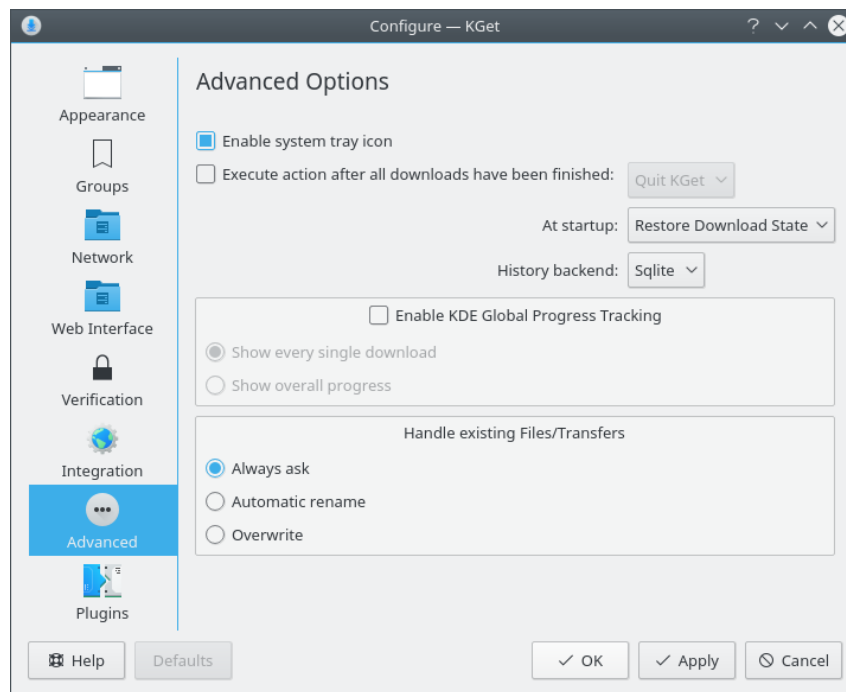 Configure — KGet
Appearance
Groups
Network
Web Interface
Verification
Integration
Advanced
Plugins
Advanced Options
Enable system tray icon
Execute action after all downloads have been finished: Quit KGet
At startup: Restore Download State
History backend: Sqlite
Enable KDE Global Progress Tracking
Show every single download
Show overall progress
Handle existing Files/Transfers
Always ask
Automatic rename
Overwrite
Help Defaults OK Apply Cancel